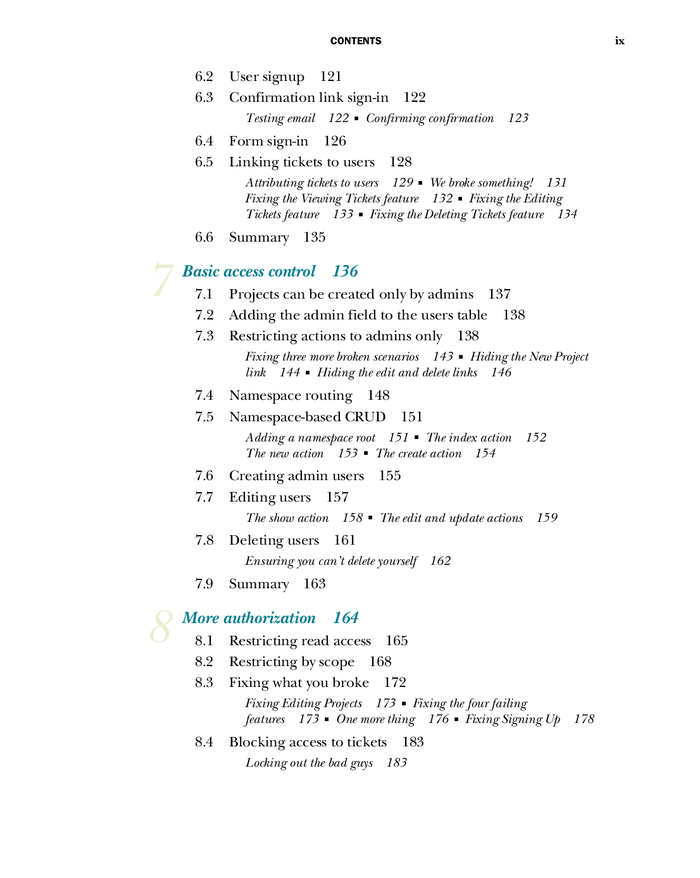 CONTENTS ix
6.2 User signup 121
6.3 Confirmation link sign-in 122
Testing email 122 ■ Confirming confirmation 123
6.4 Form sign-in 126
6.5 Linking tickets to users 128
Attributing tickets to users 129 ■ We broke something! 131
Fixing the Viewing Tickets feature 132 ■ Fixing the Editing
Tickets feature 133 ■ Fixing the Deleting Tickets feature 134
6.6 Summary 135
7 Basic access control 136
7.1 Projects can be created only by admins 137
7.2 Adding the admin field to the users table 138
7.3 Restricting actions to admins only 138
Fixing three more broken scenarios 143 ■ Hiding the New Project
link 144 ■ Hiding the edit and delete links 146
7.4 Namespace routing 148
7.5 Namespace-based CRUD 151
Adding a namespace root 151 ■ The index action 152
The new action 153 ■ The create action 154
7.6 Creating admin users 155
7.7 Editing users 157
The show action 158 ■ The edit and update actions 159
7.8 Deleting users 161
Ensuring you can't delete yourself 162
7.9 Summary 163
8 More authorization 164
8.1 Restricting read access 165
8.2 Restricting by scope 168
8.3 Fixing what you broke 172
Fixing Editing Projects 173 ■ Fixing the four failing
features 173 ■ One more thing 176 ■ Fixing Signing Up 178
8.4 Blocking access to tickets 183
Locking out the bad guys 183